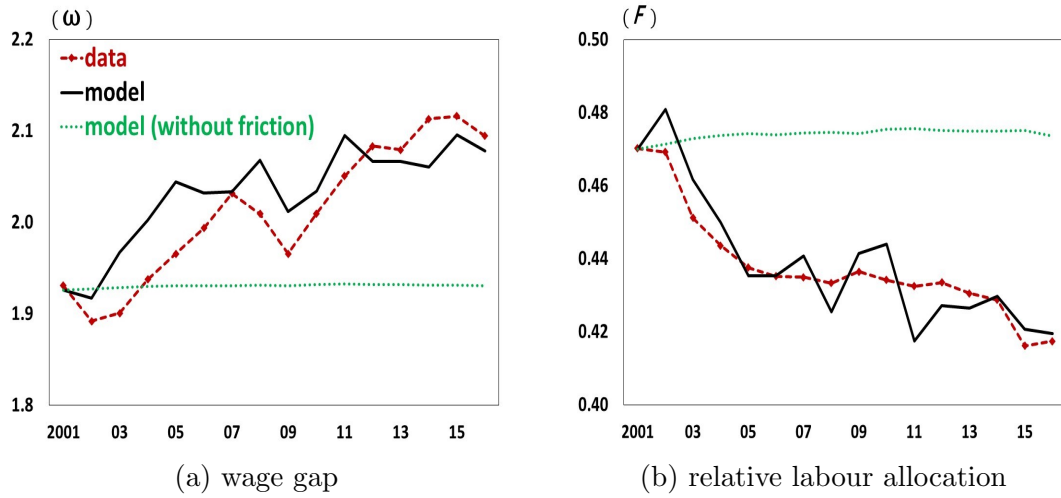 (ω)
2.2
data
model
model (without friction)
2.1
2.0
1.9
1.8
2001 03 05 07 09 11 13 15
(a) wage gap
(F)
0.50
0.48
0.46
0.44
0.42
0.40
2001 03 05 07 09 11 13 15
(b) relative labour allocation